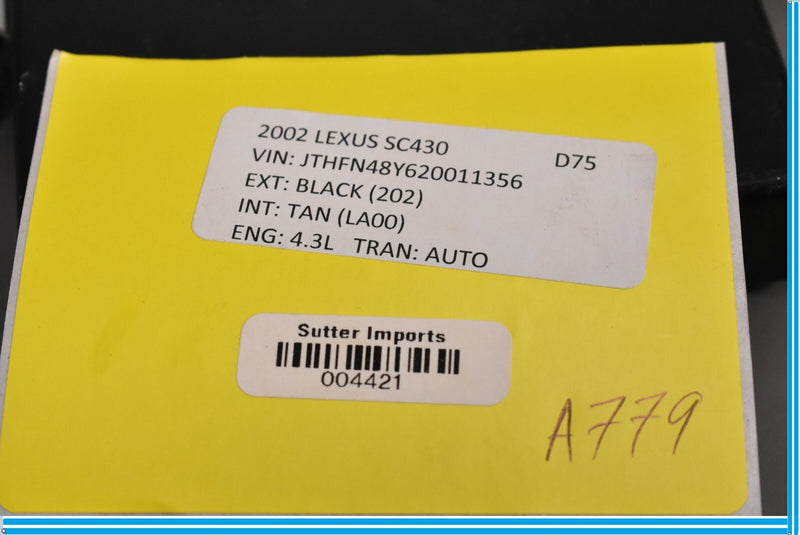 2002 LEXUS SC430 D75
VIN: JTHFN48Y620011356
EXT: BLACK (202)
INT: TAN (LA00)
ENG: 4.3L TRAN: AUTO
Sutter Imports
004421
A779